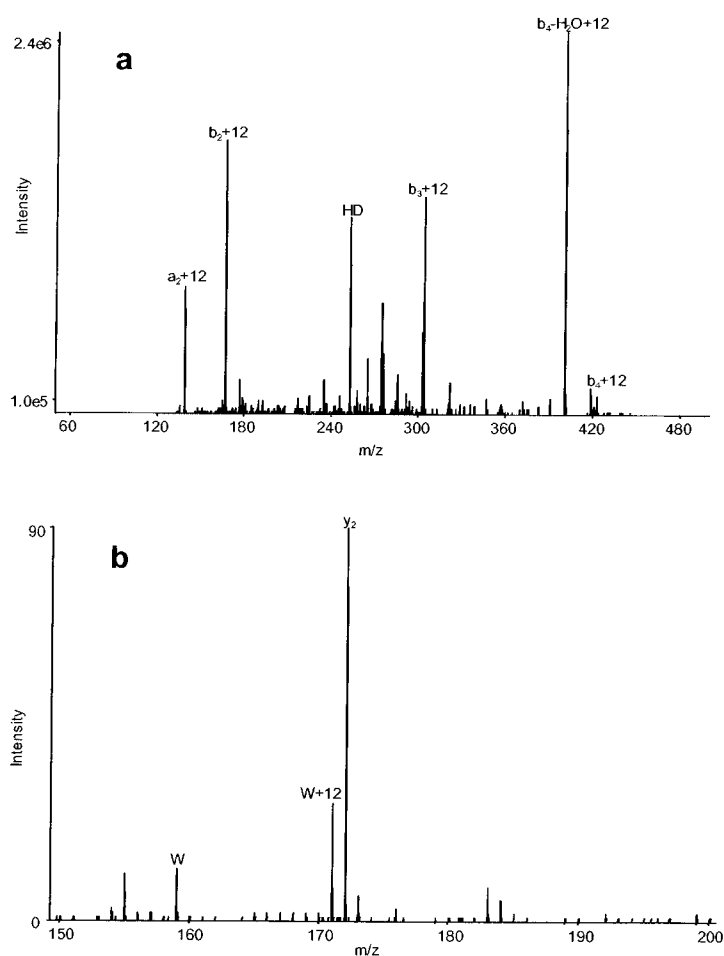 a
2.4e6
b₄-H₂O+12
b₂+12
b₃+12
HD
a₂+12
b₄+12
1.0e5
Intensity
60 120 180 240 300 360 420 480
m/z
b
90
y₂
W+12
W
Intensity
0
150 160 170 180 190 200
m/z